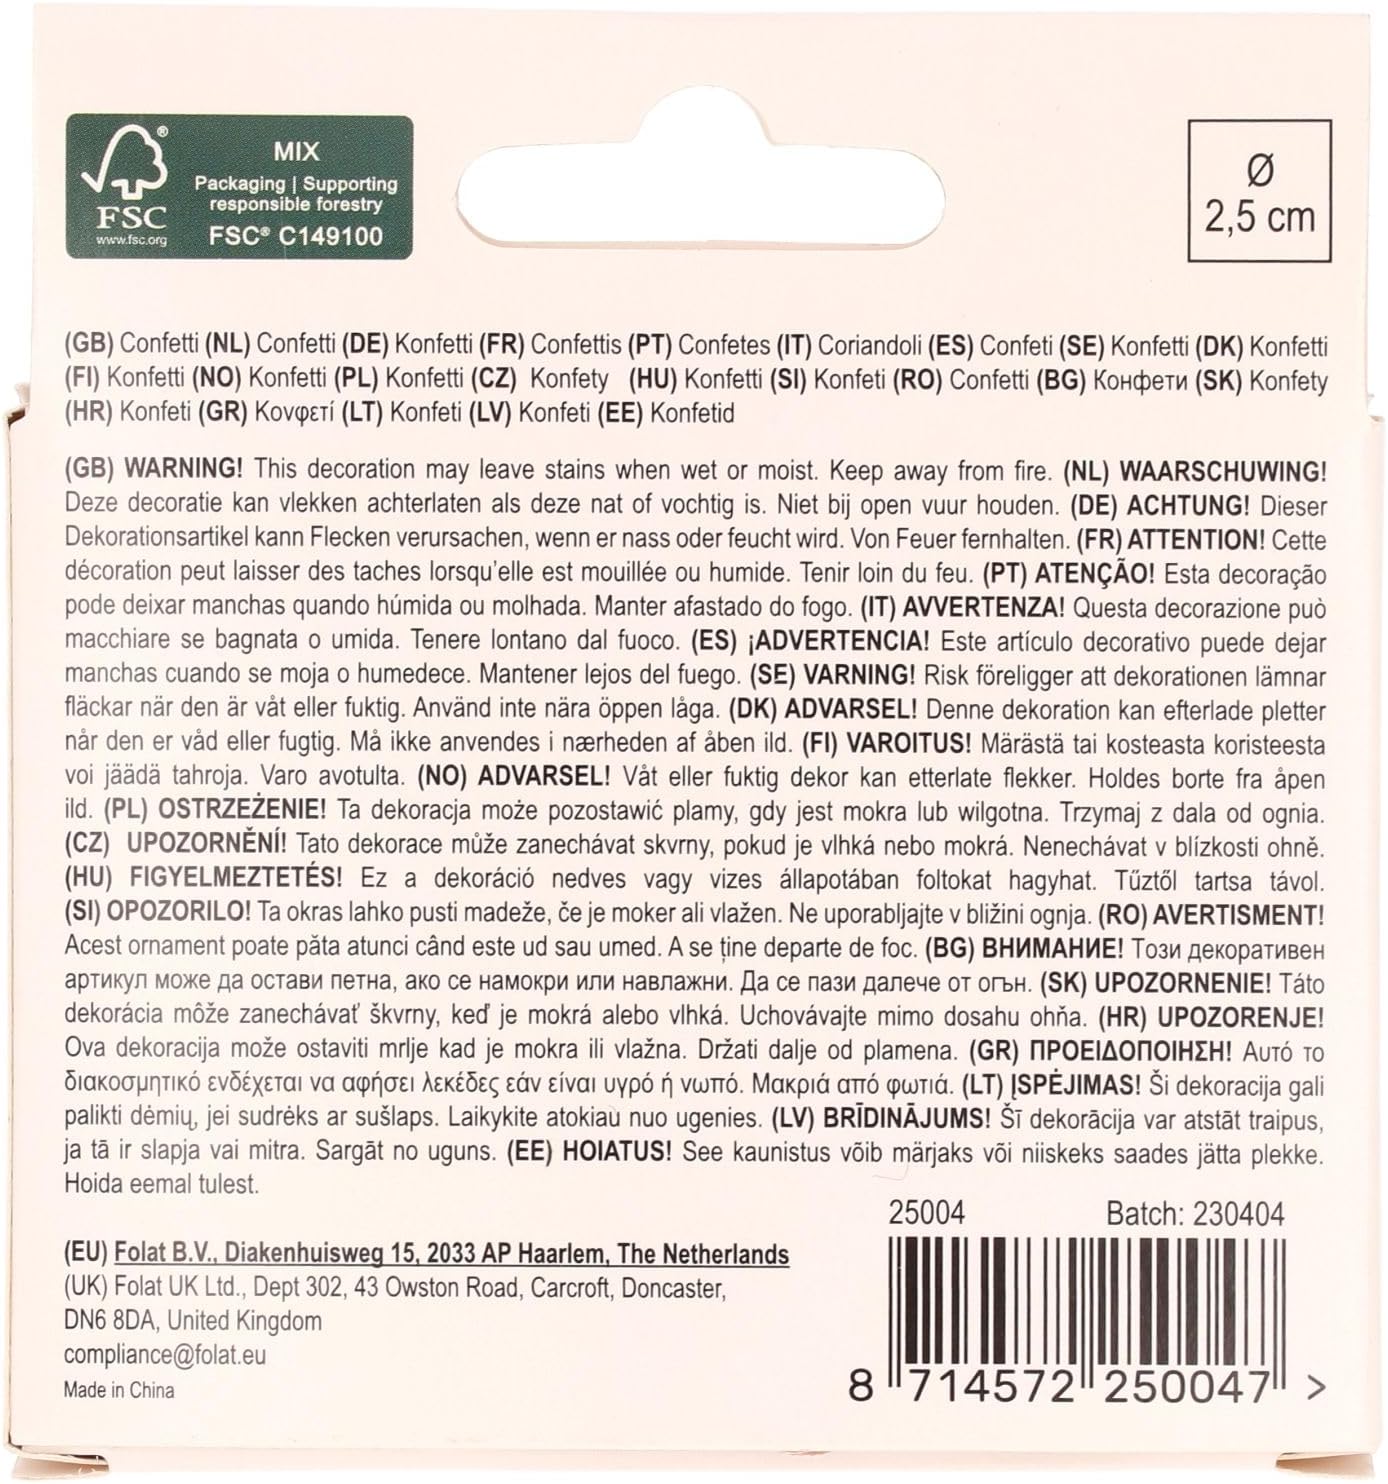 FSC®
www.fsc.org
MIX
Packaging | Supporting
responsible forestry
FSC® C149100
Ø
2,5 cm
(GB) Confetti (NL) Confetti (DE) Konfetti (FR) Confettis (PT) Confetes (IT) Coriandoli (ES) Confeti (SE) Konfetti (DK) Konfetti
(FI) Konfetti (NO) Konfetti (PL) Konfetti (CZ) Konfety (HU) Konfetti (SI) Konfeti (RO) Confetti (BG) Конфети (SK) Konfety
(HR) Konfeti (GR) Κονφετί (LT) Konfeti (LV) Konfeti (EE) Konfetid
(GB) WARNING! This decoration may leave stains when wet or moist. Keep away from fire. (NL) WAARSCHUWING!
Deze decoratie kan vlekken achterlaten als deze nat of vochtig is. Niet bij open vuur houden. (DE) ACHTUNG! Dieser
Dekorationsartikel kann Flecken verursachen, wenn er nass oder feucht wird. Von Feuer fernhalten. (FR) ATTENTION! Cette
décoration peut laisser des taches lorsqu'elle est mouillée ou humide. Tenir loin du feu. (PT) ATENÇÃO! Esta decoração
pode deixar manchas quando húmida ou molhada. Manter afastado do fogo. (IT) AVVERTENZA! Questa decorazione può
macchiare se bagnata o umida. Tenere lontano dal fuoco. (ES) ¡ADVERTENCIA! Este artículo decorativo puede dejar
manchas cuando se moja o humedece. Mantener lejos del fuego. (SE) VARNING! Risk föreligger att dekorationen lämnar
fläckar när den är våt eller fuktig. Använd inte nära öppen låga. (DK) ADVARSEL! Denne dekoration kan efterlade pletter
når den er våd eller fugtig. Må ikke anvendes i nærheden af åben ild. (FI) VAROITUS! Märästä tai kosteasta koristeesta
voi jäädä tahroja. Varo avotulta. (NO) ADVARSEL! Våt eller fuktig dekor kan etterlate flekker. Holdes borte fra åpen
ild. (PL) OSTRZEŻENIE! Ta dekoracja może pozostawić plamy, gdy jest mokra lub wilgotna. Trzymaj z dala od ognia.
(CZ) UPOZORNĚNÍ! Tato dekorace může zanechávat skvrny, pokud je vlhká nebo mokrá. Nenechávat v blízkosti ohně.
(HU) FIGYELMEZTETÉS! Ez a dekoráció nedves vagy vizes állapotában foltokat hagyhat. Tűztől tartsa távol.
(SI) OPOZORILO! Ta okras lahko pusti madeže, če je moker ali vlažen. Ne uporabljajte v bližini ognja. (RO) AVERTISMENT!
Acest ornament poate păta atunci când este ud sau umed. A se ține departe de foc. (BG) ВНИМАНИЕ! Този декоративен
артикул може да остави петна, ако се намокри или навлажни. Да се пази далече от огън. (SK) UPOZORNENIE! Táto
dekorácia môže zanechávať škvrny, keď je mokrá alebo vlhká. Uchovávajte mimo dosahu ohňa. (HR) UPOZORENJE!
Ova dekoracija može ostaviti mrlje kad je mokra ili vlažna. Držati dalje od plamena. (GR) ΠΡΟΕΙΔΟΠΟΙΗΣΗ! Αυτό το
διακοσμητικό ενδέχεται να αφήσει λεκέδες εάν είναι υγρό ή νωπό. Μακριά από φωτιά. (LT) ĮSPĖJIMAS! Ši dekoracija gali
palikti dėmių, jei sudrėks ar sušlaps. Laikykite atokiau nuo ugenies. (LV) BRĪDINĀJUMS! Šī dekorācija var atstāt traipus,
ja tā ir slapja vai mitra. Sargāt no uguns. (EE) HOIATUS! See kaunistus võib märjaks või niiskeks saades jätta plekke.
Hoida eemal tulest.
25004 Batch: 230404
(EU) Folat B.V., Diakenhuisweg 15, 2033 AP Haarlem, The Netherlands
(UK) Folat UK Ltd., Dept 302, 43 Owston Road, Carcroft, Doncaster,
DN6 8DA, United Kingdom
compliance@folat.eu
Made in China
8 714572 250047 >